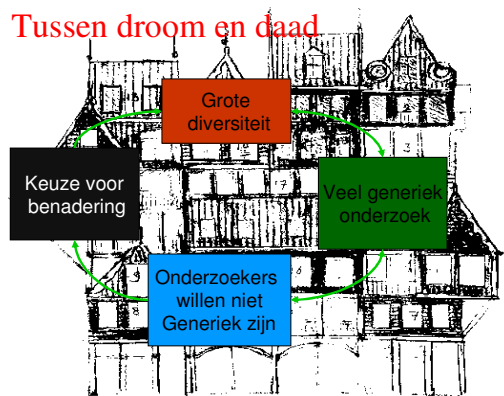 Tussen droom en daad
Grote
diversiteit
Keuze voor
benadering
Veel generiek
onderzoek
Onderzoekers
willen niet
Generiek zijn